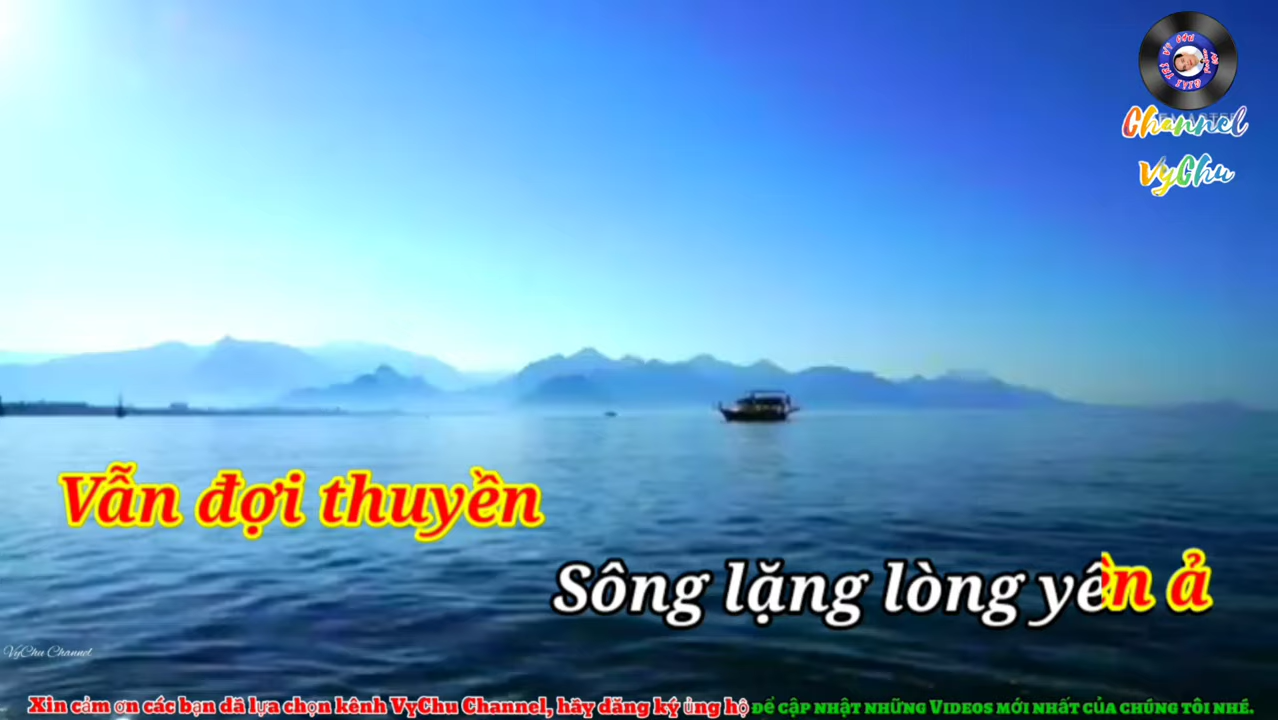 Channel
VyChu
Vẫn đợi thuyền
Sông lặng lòng yên ả
VyChu Channel
Xin cảm ơn các bạn đã lựa chọn kênh VyChu Channel, hãy đăng ký ủng hộ để cập nhật những Videos mới nhất của chúng tôi nhé.